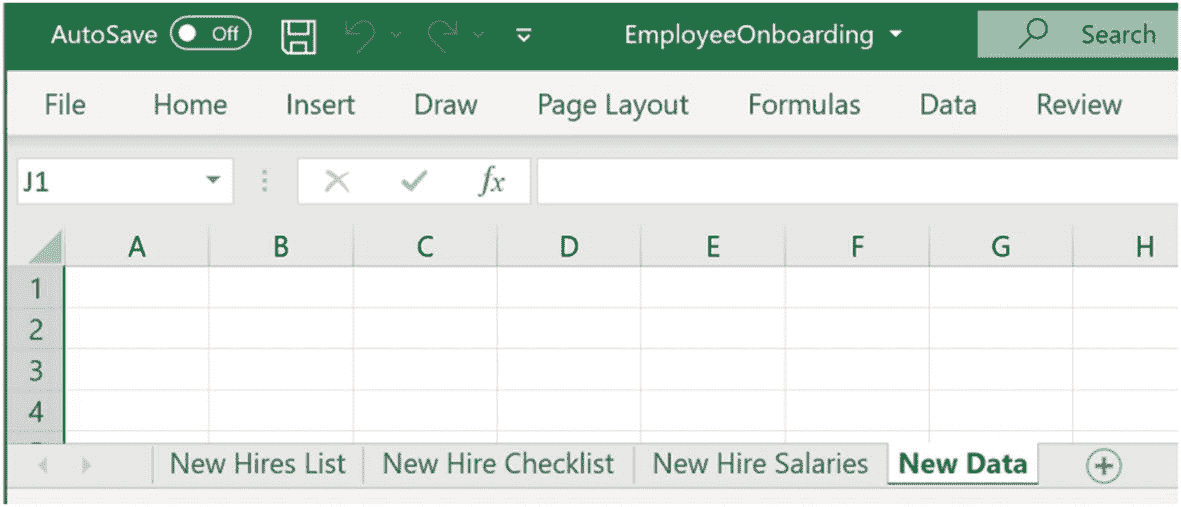 AutoSave Off EmployeeOnboarding Search
File Home Insert Draw Page Layout Formulas Data Review
J1 fx
A B C D E F G H
1
2
3
4
New Hires List New Hire Checklist New Hire Salaries New Data